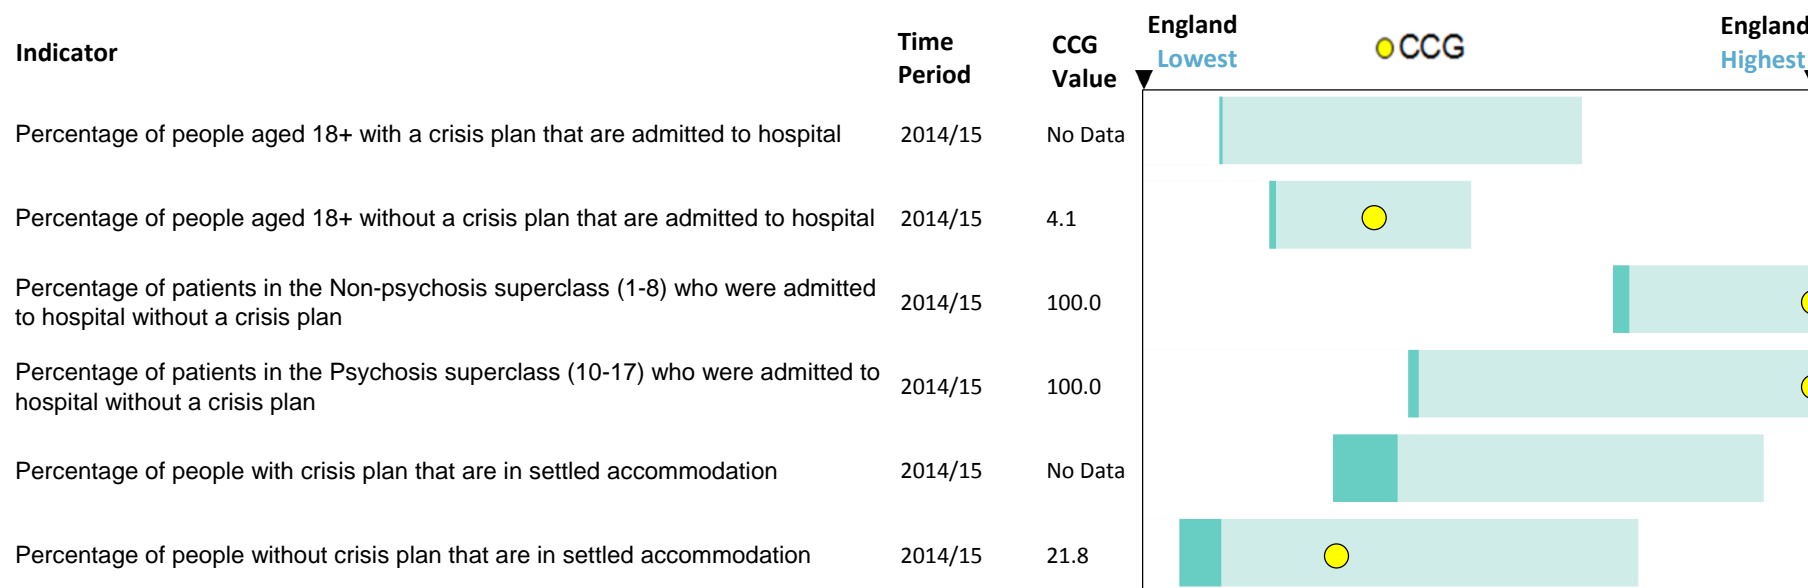 Indicator
Time Period
CCG Value
England Lowest
CCG
England Highest
Percentage of people aged 18+ with a crisis plan that are admitted to hospital 2014/15 No Data
Percentage of people aged 18+ without a crisis plan that are admitted to hospital 2014/15 4.1
Percentage of patients in the Non-psychosis superclass (1-8) who were admitted
to hospital without a crisis plan
2014/15 100.0
Percentage of patients in the Psychosis superclass (10-17) who were admitted to
hospital without a crisis plan
2014/15 100.0
Percentage of people with crisis plan that are in settled accommodation 2014/15 No Data
Percentage of people without crisis plan that are in settled accommodation 2014/15 21.8